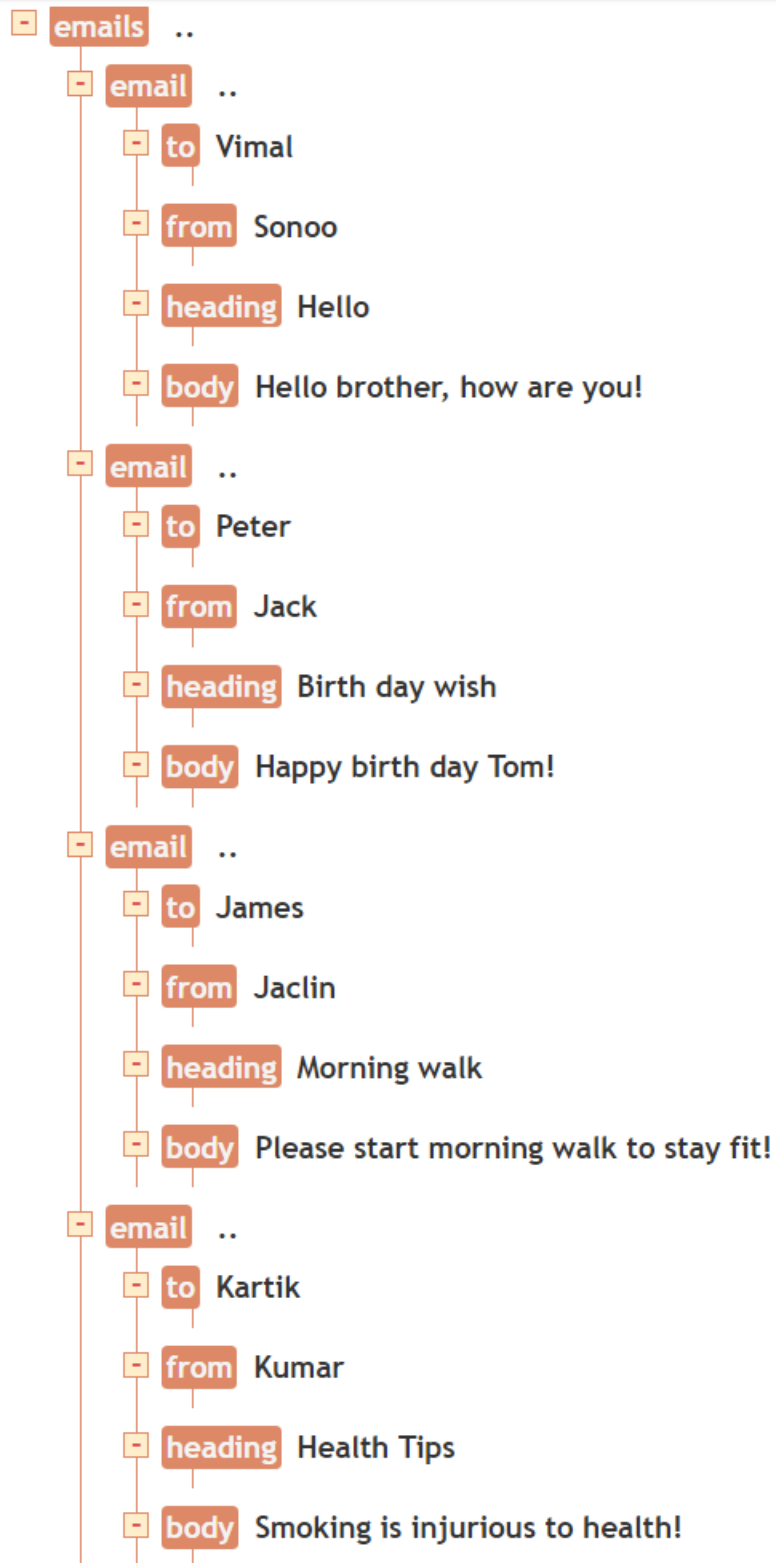 - emails ..
- email ..
- to Vimal
- from Sonoo
- heading Hello
- body Hello brother, how are you!
- email ..
- to Peter
- from Jack
- heading Birth day wish
- body Happy birth day Tom!
- email ..
- to James
- from Jaclin
- heading Morning walk
- body Please start morning walk to stay fit!
- email ..
- to Kartik
- from Kumar
- heading Health Tips
- body Smoking is injurious to health!